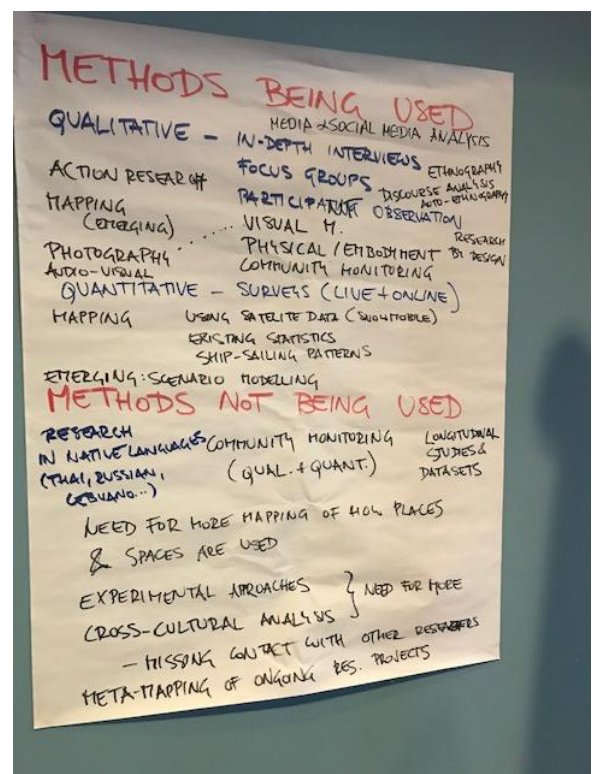 METHODS BEING USED
MEDIA & SOCIAL MEDIA ANALYSIS
QUALITATIVE – IN-DEPTH INTERVIEWS
ETHNOGRAPHY
ACTION RESEARCH
FOCUS GROUPS
DISCOURSE ANALYSIS
AUTO-ETHNOGRAPHY
MAPPING
(EMERGING)
PARTICIPATORY OBSERVATION
VISUAL M.
RESEARCH
BY DESIGN
PHOTOGRAPHY .....
AUDIO-VISUAL
PHYSICAL / EMBODYMENT
COMMUNITY MONITORING
QUANTITATIVE – SURVEYS (LIVE + ONLINE)
MAPPING USING SATELITE DATA (SNOWMOBILE)
EXISTING STATISTICS
SHIP-SAILING PATTERNS
EMERGING: SCENARIO MODELLING
METHODS NOT BEING USED
RESEARCH
IN NATIVE LANGUAGES
(THAI, RUSSIAN,
CEBUANO...)
COMMUNITY MONITORING
(QUAL. + QUANT.)
LONGITUDINAL
STUDIES &
DATASETS
NEED FOR MORE MAPPING OF HOW PLACES
& SPACES ARE USED
EXPERIMENTAL APROACHES } NEED FOR MORE
CROSS-CULTURAL ANALYSIS
– MISSING CONTACT WITH OTHER RESEARCHERS
META-MAPPING OF ONGOING RES. PROJECTS